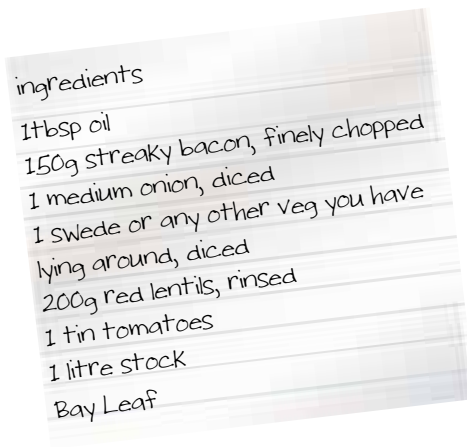 ingredients
1tbsp oil
150g streaky bacon, finely chopped
1 medium onion, diced
1 swede or any other veg you have
lying around, diced
200g red lentils, rinsed
1 tin tomatoes
1 litre stock
Bay Leaf